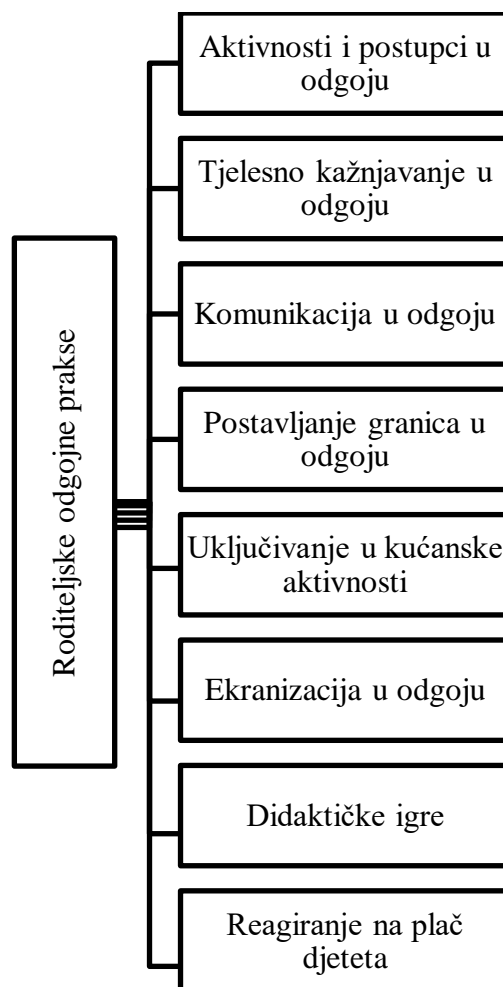 Roditeljske odgojne prakse
Aktivnosti i postupci u
odgoju
Tjelesno kažnjavanje u
odgoju
Komunikacija u odgoju
Postavljanje granica u
odgoju
Uključivanje u kućanske
aktivnosti
Ekranizacija u odgoju
Didaktičke igre
Reagiranje na plač
djeteta